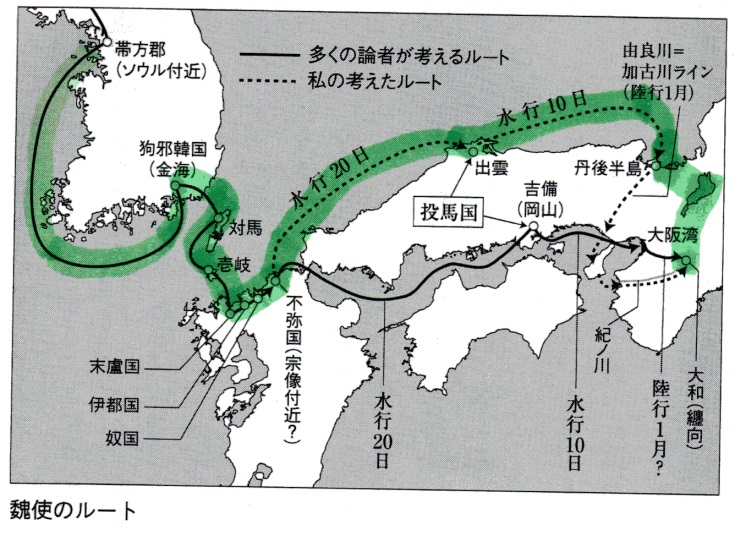 帯方郡
(ソウル付近)
多くの論者が考えるルート
私の考えたルート
由良川=
加古川ライン
(陸行1月)
狗邪韓国
(金海)
水行20日
水行10日
出雲
丹後半島
投馬国
吉備
(岡山)
大阪湾
対馬
壱岐
末盧国
伊都国
奴国
不弥国(宗像付近?)
水行20日
水行10日
紀ノ川
陸行1月?
大和(纏向)
魏使のルート